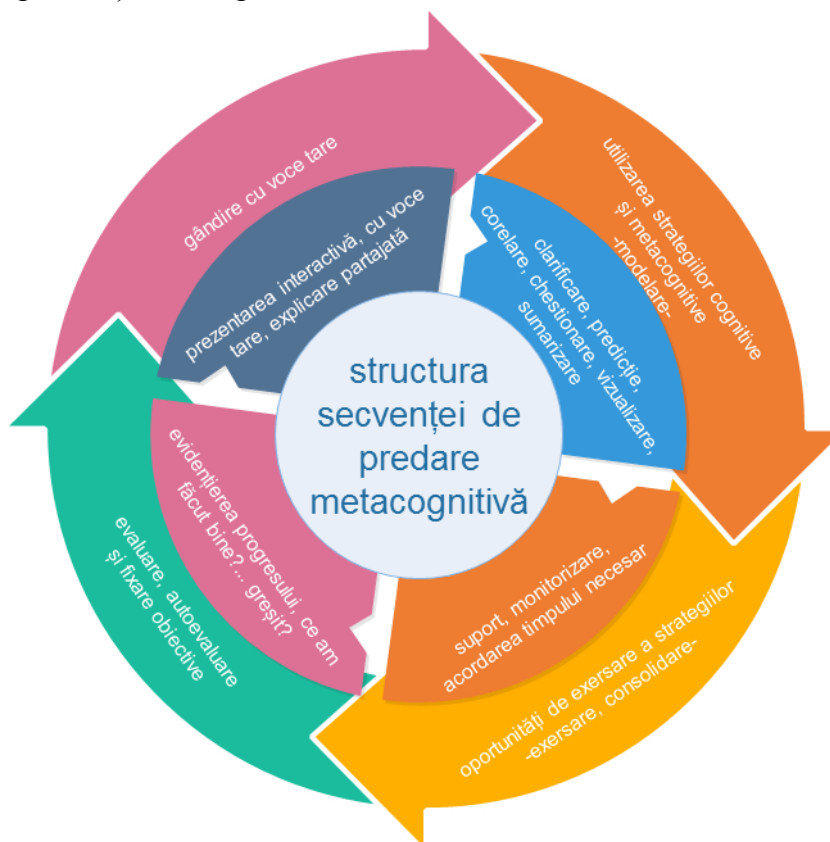 gândire cu voce tare
prezentarea interactivă, cu voce
tare, explicare partajată
utilizarea strategiilor cognitive
și metacognitive
-modelare-
clarificare, predicție,
corelare, chestionare, vizualizare,
sumarizare
structura
secvenței de
predare
metacognitivă
suport, monitorizare,
acordarea timpului necesar
oportunități de exersare a strategiilor
-exersare, consolidare-
evidențierea progresului, ce am
făcut bine?... greșit?
evaluare, autoevaluare
și fixare obiective